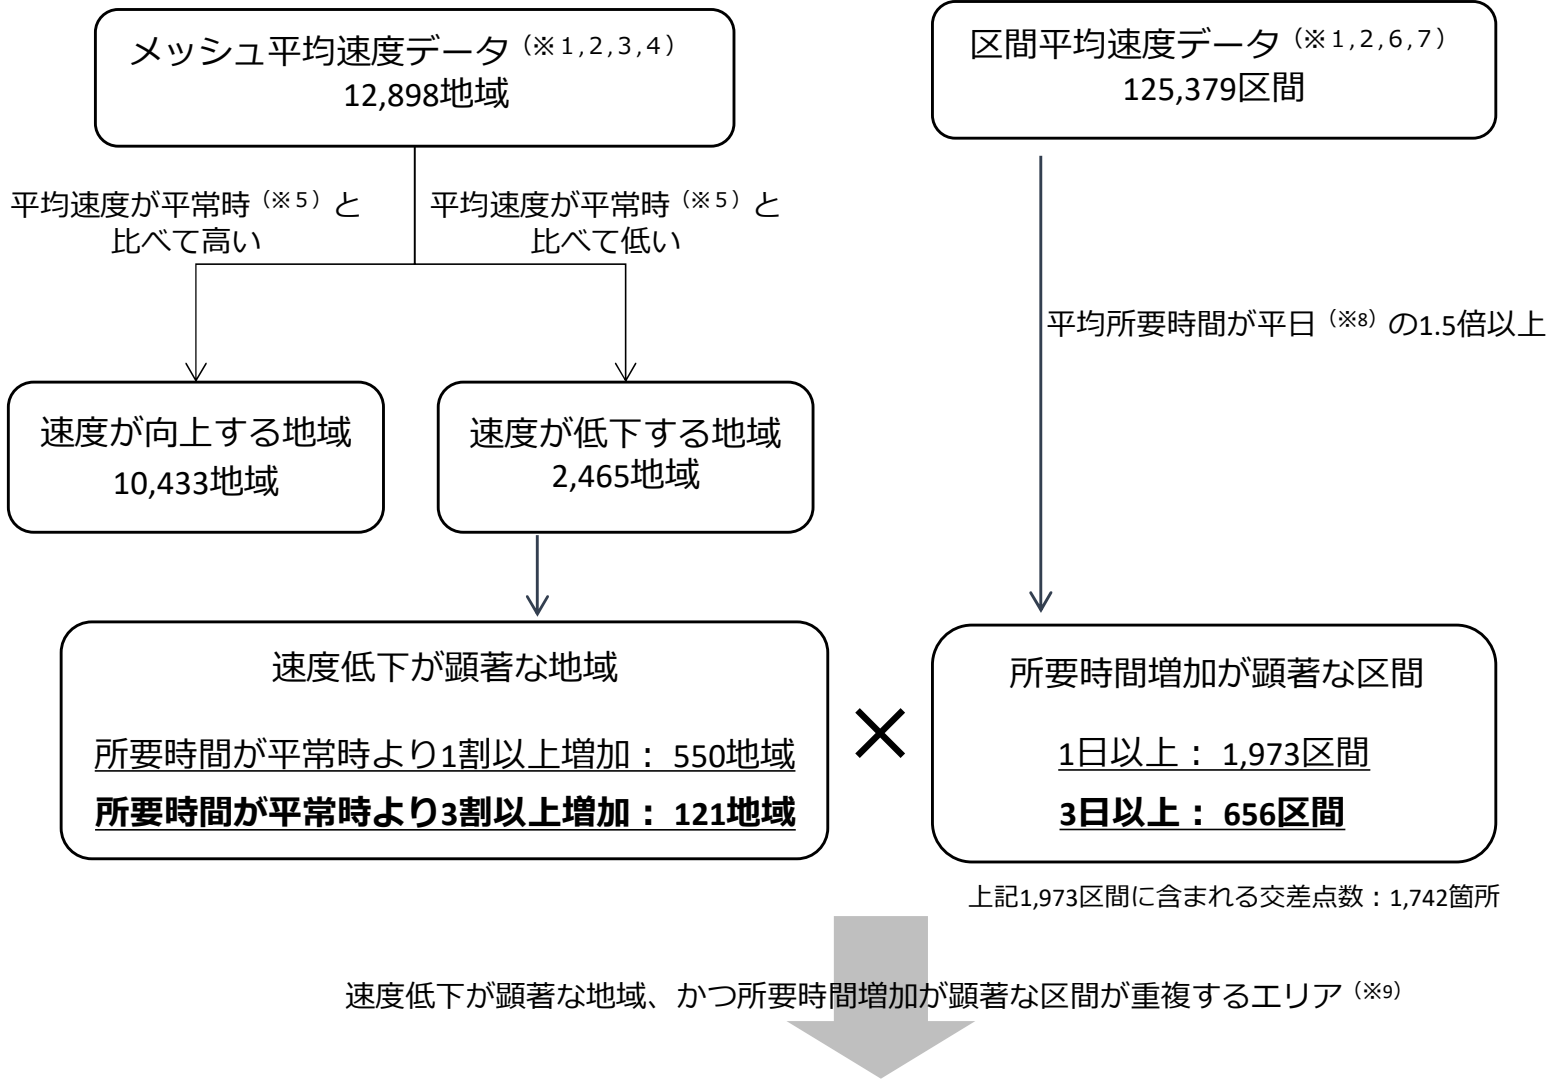 メッシュ平均速度データ（※１,２,３,４）
12,898地域
区間平均速度データ（※１,２,６,７）
125,379区間
平均速度が平常時（※５）と
比べて高い
平均速度が平常時（※５）と
比べて低い
平均所要時間が平日（※8）の1.5倍以上
速度が向上する地域
10,433地域
速度が低下する地域
2,465地域
速度低下が顕著な地域
所要時間が平常時より1割以上増加： 550地域
所要時間が平常時より3割以上増加： 121地域
×
所要時間増加が顕著な区間
1日以上： 1,973区間
3日以上： 656区間
上記1,973区間に含まれる交差点数：1,742箇所
速度低下が顕著な地域、かつ所要時間増加が顕著な区間が重複するエリア（※9）